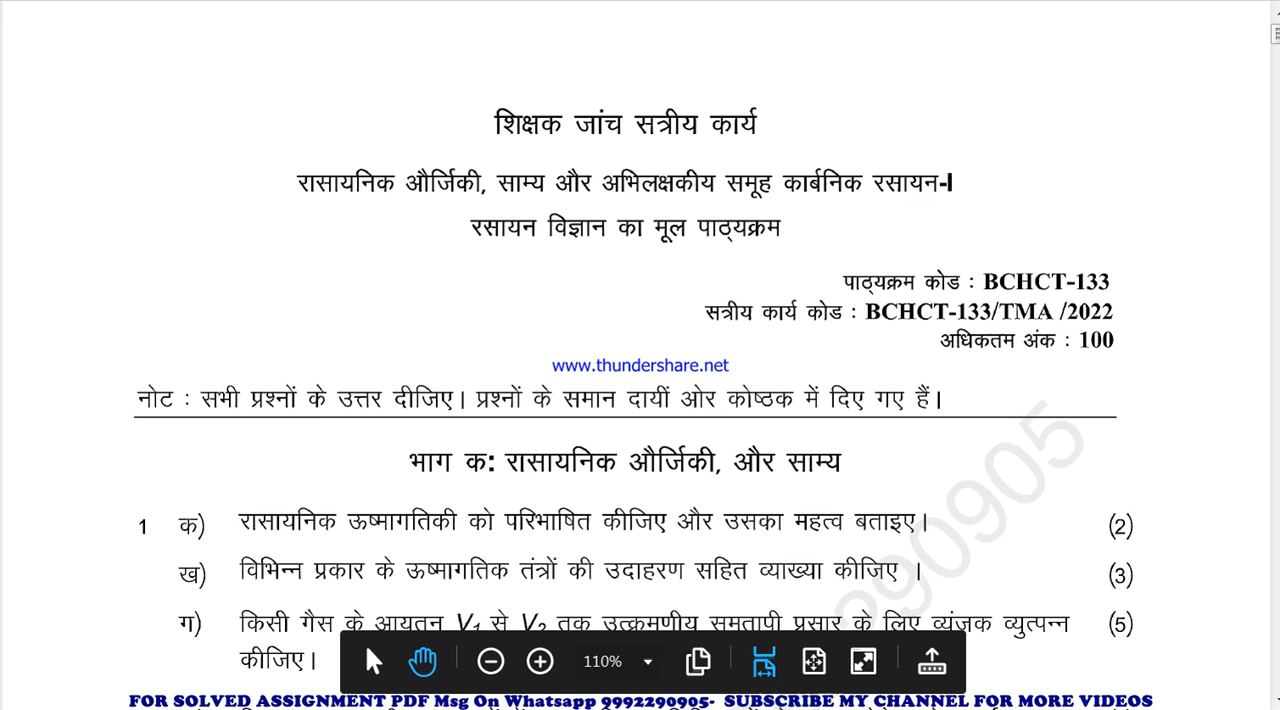 शिक्षक जांच सत्रीय कार्य
रासायनिक और्जिकी, साम्य और अभिलक्षकीय समूह कार्बनिक रसायन-I
रसायन विज्ञान का मूल पाठ्यक्रम
पाठ्यक्रम कोड : BCHCT-133
सत्रीय कार्य कोड : BCHCT-133/TMA /2022
अधिकतम अंक : 100
www.thundershare.net
नोट : सभी प्रश्नों के उत्तर दीजिए। प्रश्नों के समान दायीं ओर कोष्ठक में दिए गए हैं।
भाग क: रासायनिक और्जिकी, और साम्य
1 क) रासायनिक ऊष्मागतिकी को परिभाषित कीजिए और उसका महत्व बताइए। (2)
ख) विभिन्न प्रकार के ऊष्मागतिक तंत्रों की उदाहरण सहित व्याख्या कीजिए । (3)
ग) किसी गैस के आयतन V1 से V2 तक उत्क्रमणीय समतापी प्रसार के लिए व्यंजक व्युत्पन्न (5)
कीजिए।
110%
FOR SOLVED ASSIGNMENT PDF Msg On Whatsapp 9992290905- SUBSCRIBE MY CHANNEL FOR MORE VIDEOS